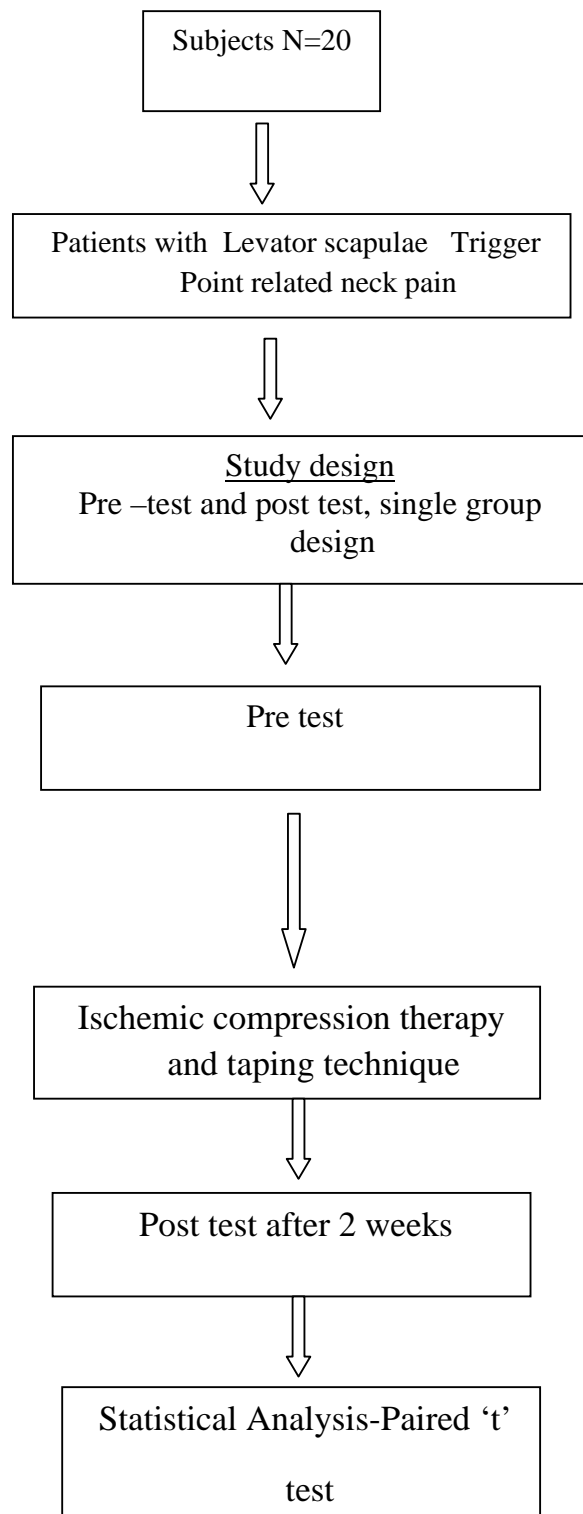 Subjects N=20
Patients with Levator scapulae Trigger
Point related neck pain
Study design
Pre –test and post test, single group
design
Pre test
Ischemic compression therapy
and taping technique
Post test after 2 weeks
Statistical Analysis-Paired ‘t’
test